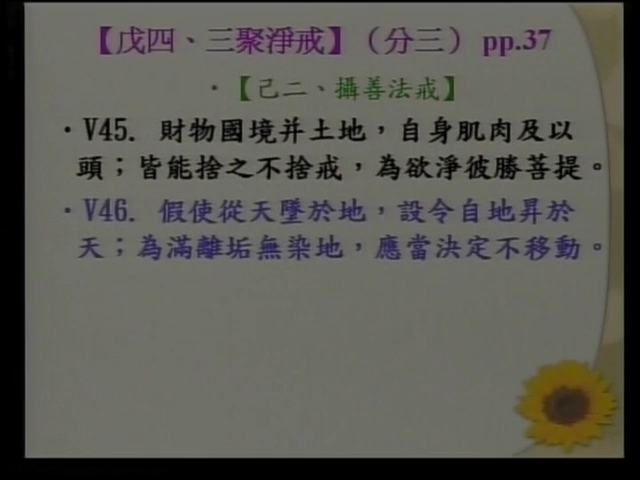 【戊四、三聚淨戒】（分三） pp.37
·【己二、攝善法戒】
·V45. 財物國境并土地，自身肌肉及以
頭；皆能捨之不捨戒，為欲淨彼勝菩提。
·V46. 假使從天墜於地，設令自地昇於
天；為滿離垢無染地，應當決定不移動。